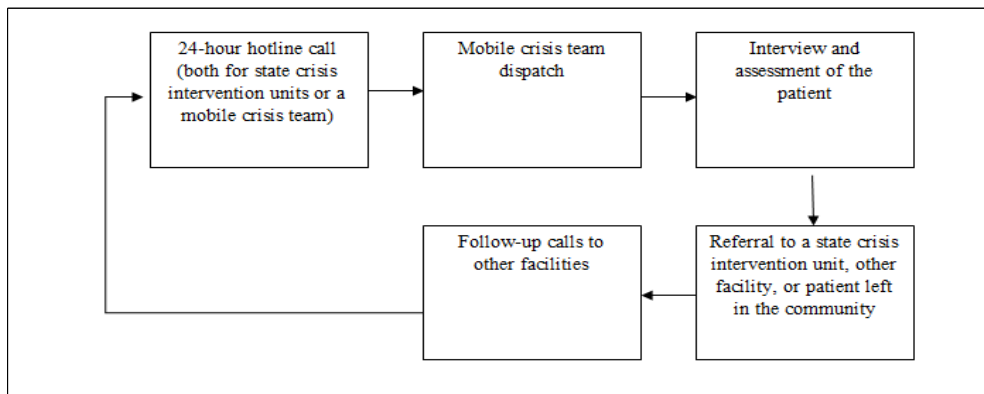 24-hour hotline call
(both for state crisis
intervention units or a
mobile crisis team)
Mobile crisis team
dispatch
Interview and
assessment of the
patient
Referral to a state crisis
intervention unit, other
facility, or patient left
in the community
Follow-up calls to
other facilities